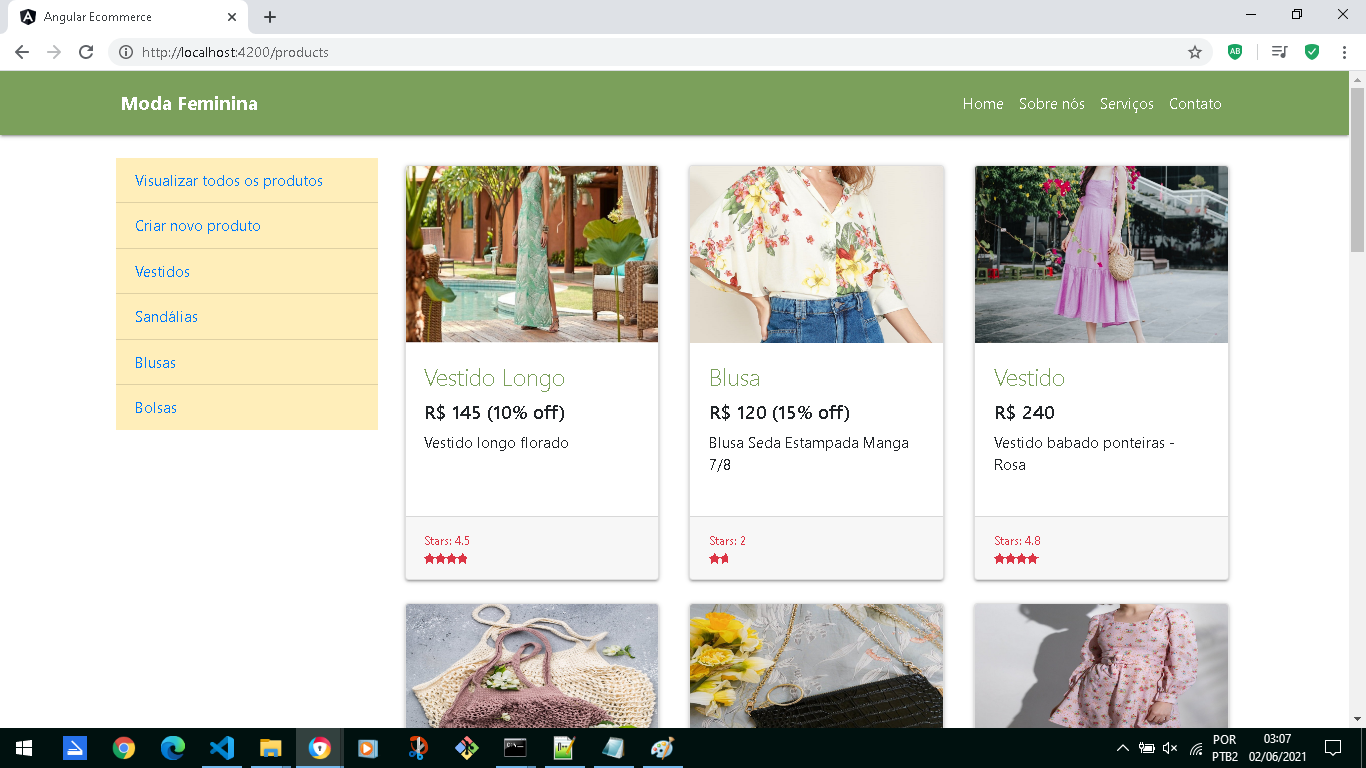 Angular Ecommerce
http://localhost:4200/products
Moda Feminina
Home Sobre nós Serviços Contato
Visualizar todos os produtos
Criar novo produto
Vestidos
Sandálias
Blusas
Bolsas
Vestido Longo
R$ 145 (10% off)
Vestido longo florado
Stars: 4.5
Blusa
R$ 120 (15% off)
Blusa Seda Estampada Manga
7/8
Stars: 2
Vestido
R$ 240
Vestido babado ponteiras -
Rosa
Stars: 4.8
POR
PTB2
03:07
02/06/2021